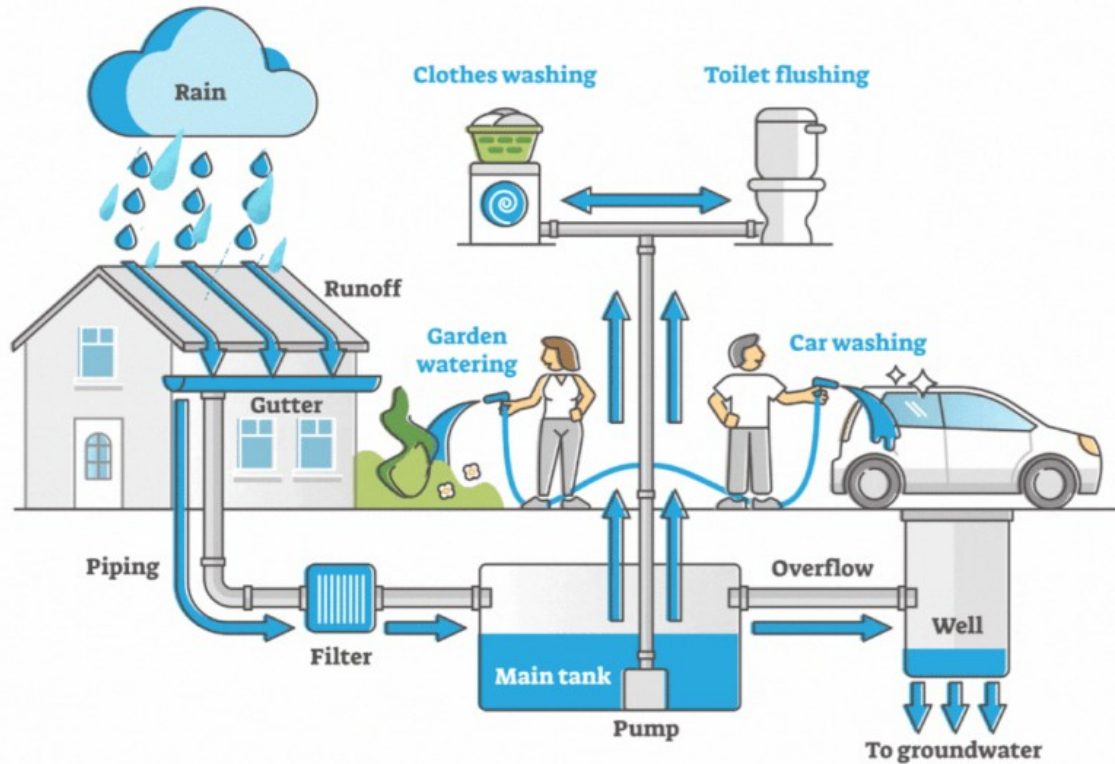 Rain
Clothes washing
Toilet flushing
Runoff
Garden
watering
Car washing
Gutter
Piping
Filter
Main tank
Pump
Overflow
Well
To groundwater